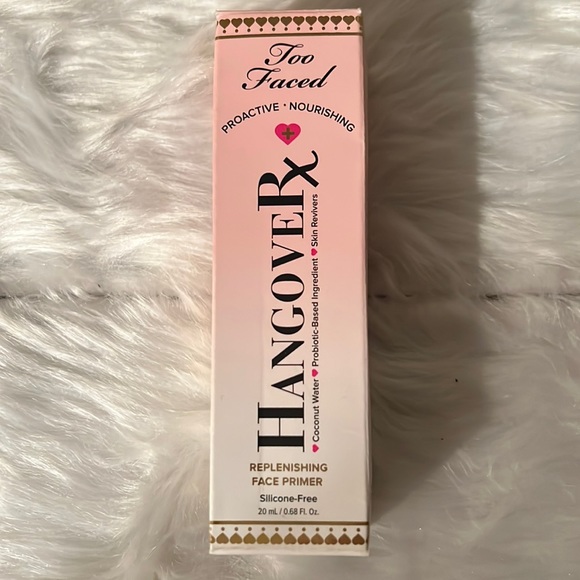 Too
Faced
PROACTIVE • NOURISHING
HANGOVERX
Coconut Water Probiotic-Based Ingredient Skin Revivers
REPLENISHING
FACE PRIMER
Silicone-Free
20 mL / 0.68 Fl. Oz.